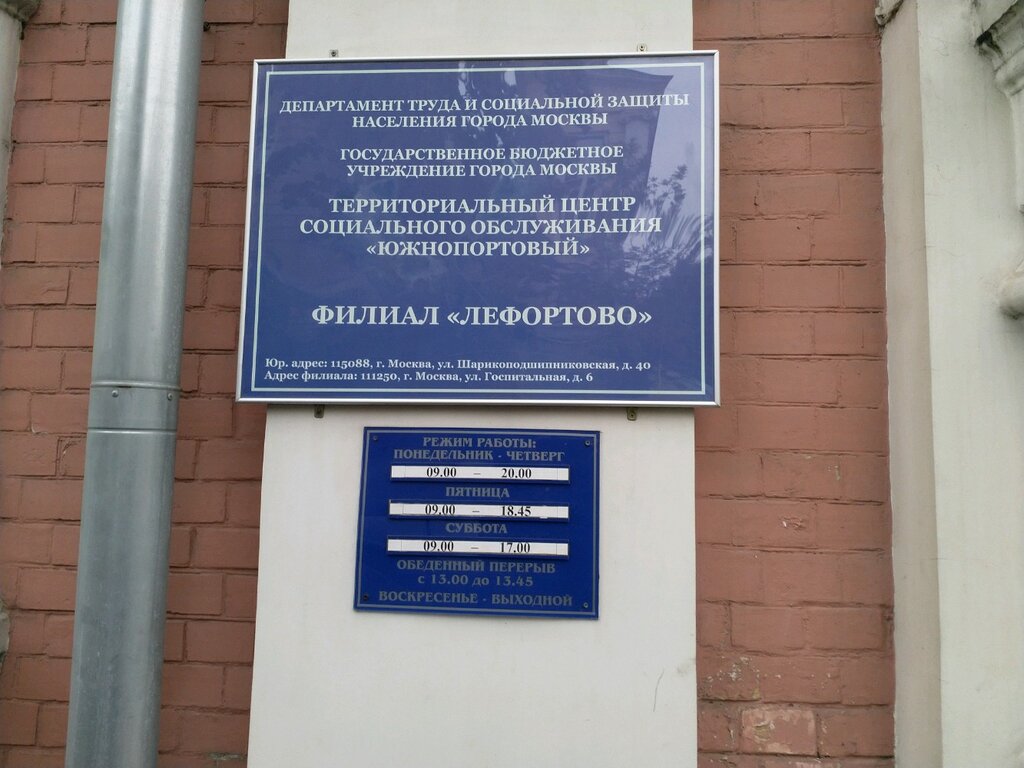 ДЕПАРТАМЕНТ ТРУДА И СОЦИАЛЬНОЙ ЗАЩИТЫ
НАСЕЛЕНИЯ ГОРОДА МОСКВЫ
ГОСУДАРСТВЕННОЕ БЮДЖЕТНОЕ
УЧРЕЖДЕНИЕ ГОРОДА МОСКВЫ
ТЕРРИТОРИАЛЬНЫЙ ЦЕНТР
СОЦИАЛЬНОГО ОБСЛУЖИВАНИЯ
«ЮЖНОПОРТОВЫЙ»
ФИЛИАЛ «ЛЕФОРТОВО»
Юр. адрес: 115088, г. Москва, ул. Шарикоподшипниковская, д. 40
Адрес филиала: 111250, г. Москва, ул. Госпитальная, д. 6
РЕЖИМ РАБОТЫ:
ПОНЕДЕЛЬНИК - ЧЕТВЕРГ
09.00 – 20.00
ПЯТНИЦА
09.00 – 18.45
СУББОТА
09.00 – 17.00
ОБЕДЕННЫЙ ПЕРЕРЫВ
с 13.00 до 13.45
ВОСКРЕСЕНЬЕ - ВЫХОДНОЙ